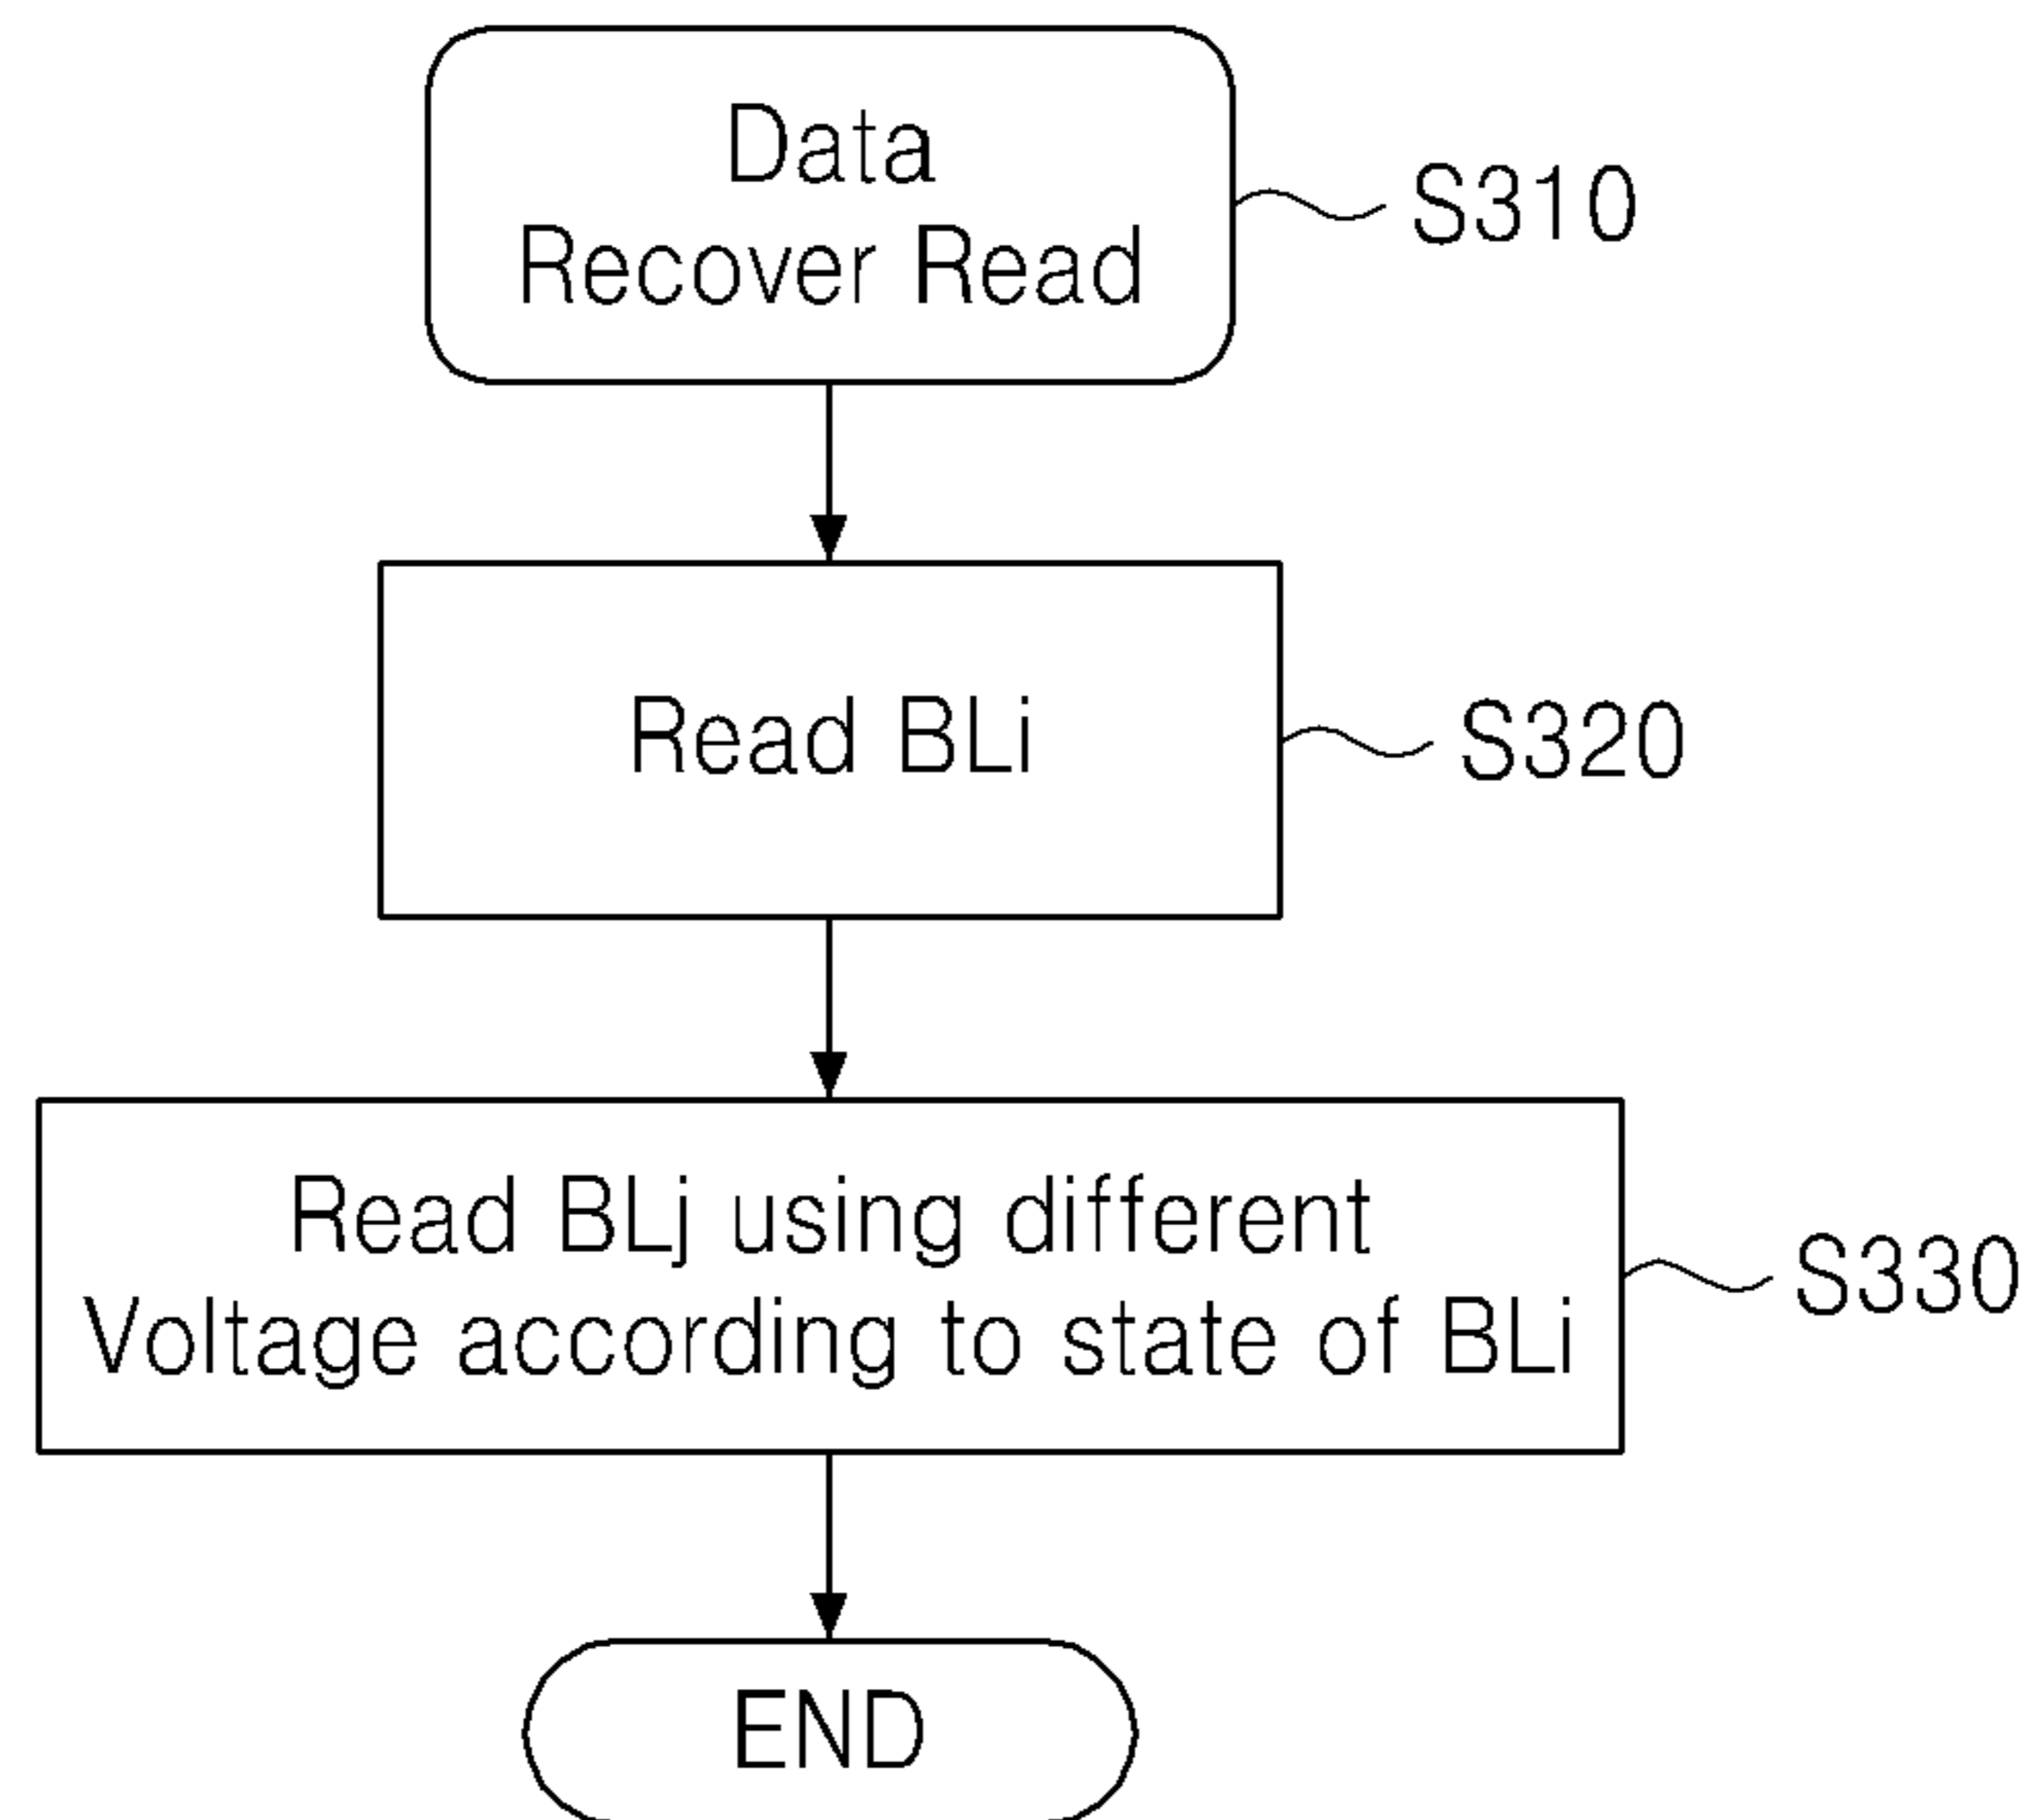 Data
Recover Read
S310
Read BLi
S320
Read BLj using different
Voltage according to state of BLi
S330
END